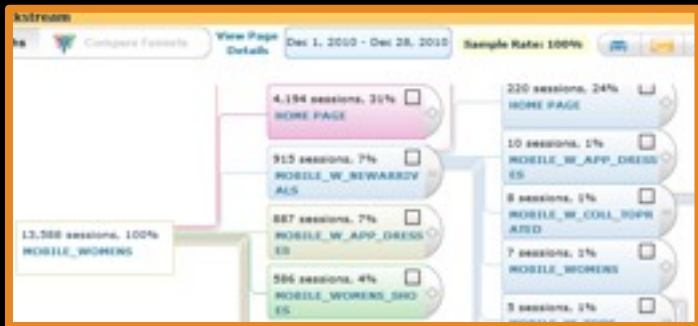 kstream
hs
Compare Funnels
View Page
Details
Dec 1, 2010 - Dec 28, 2010
Sample Rate: 100%
4,194 sessions, 31%
HOME PAGE
915 sessions, 7%
MOBILE_W_NEWARRIV
ALS
887 sessions, 7%
MOBILE_W_APP_DRESS
ES
586 sessions, 4%
MOBILE_WOMENS_SHO
ES
13,588 sessions, 100%
MOBILE_WOMENS
220 sessions, 24%
HOME PAGE
10 sessions, 1%
MOBILE_W_APP_DRESS
ES
8 sessions, 1%
MOBILE_W_COLL_TOPR
ATED
7 sessions, 1%
MOBILE_WOMENS
5 sessions, 1%